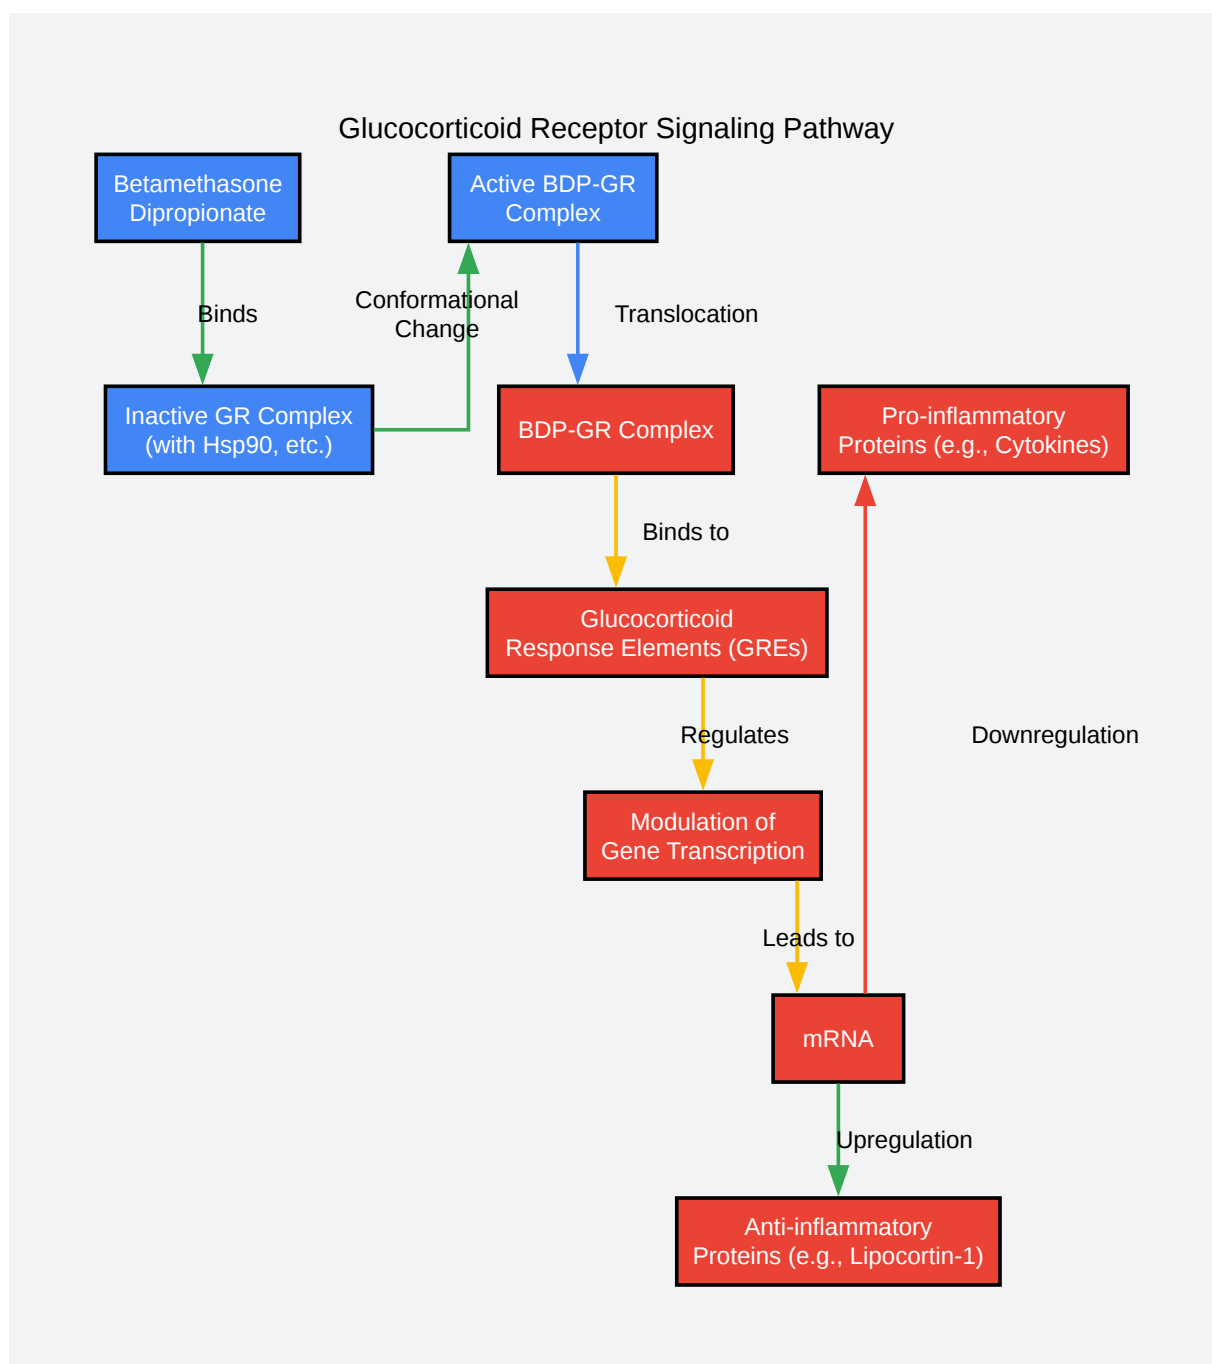 Glucocorticoid Receptor Signaling Pathway
Betamethasone
Dipropionate
Active BDP-GR
Complex
Binds
Conformational
Change
Translocation
Inactive GR Complex
(with Hsp90, etc.)
BDP-GR Complex
Pro-inflammatory
Proteins (e.g., Cytokines)
Binds to
Glucocorticoid
Response Elements (GREs)
Regulates
Downregulation
Modulation of
Gene Transcription
Leads to
mRNA
Upregulation
Anti-inflammatory
Proteins (e.g., Lipocortin-1)